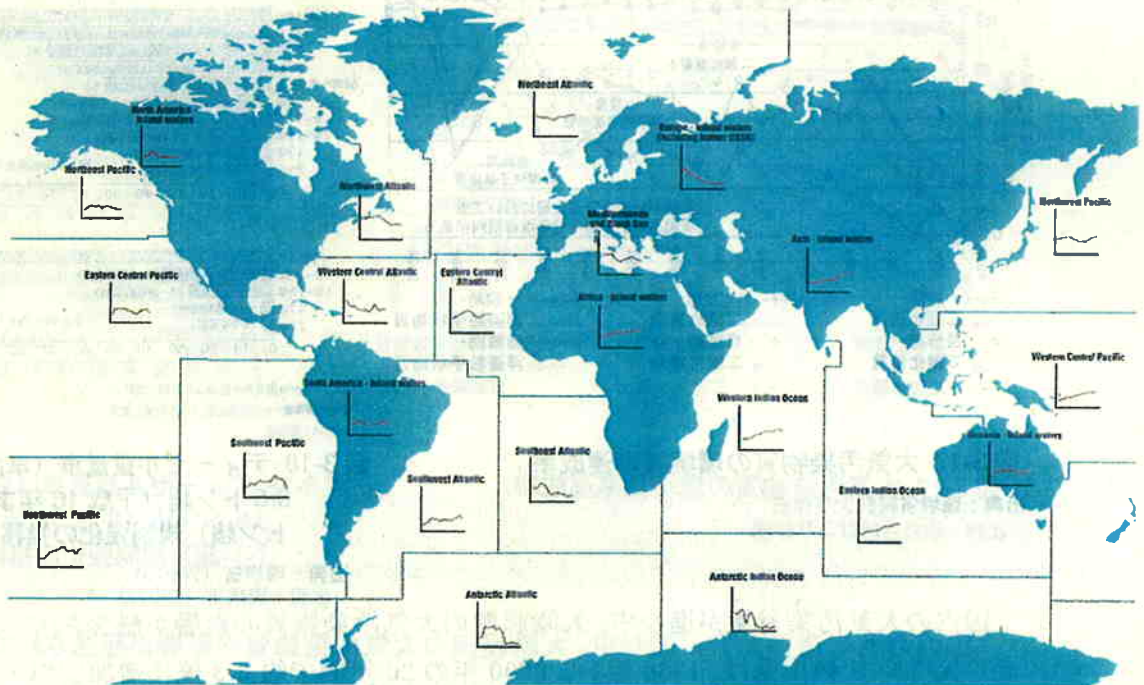 Northeast Atlantic
North America -
Inland waters
Europe - Inland waters
(including former USSR)
Northeast Pacific
Northwest Atlantic
Northwest Pacific
Mediterranean
and Black Sea
Asia - Inland waters
Eastern Central Pacific
Western Central Atlantic
Eastern Central
Atlantic
Africa - Inland waters
Western Central Pacific
South America - Inland waters
Western Indian Ocean
Southeast Pacific
Southeast Atlantic
Oceania - Inland waters
Southwest Atlantic
Eastern Indian Ocean
Southwest Pacific
Antarctic Atlantic
Antarctic Indian Ocean